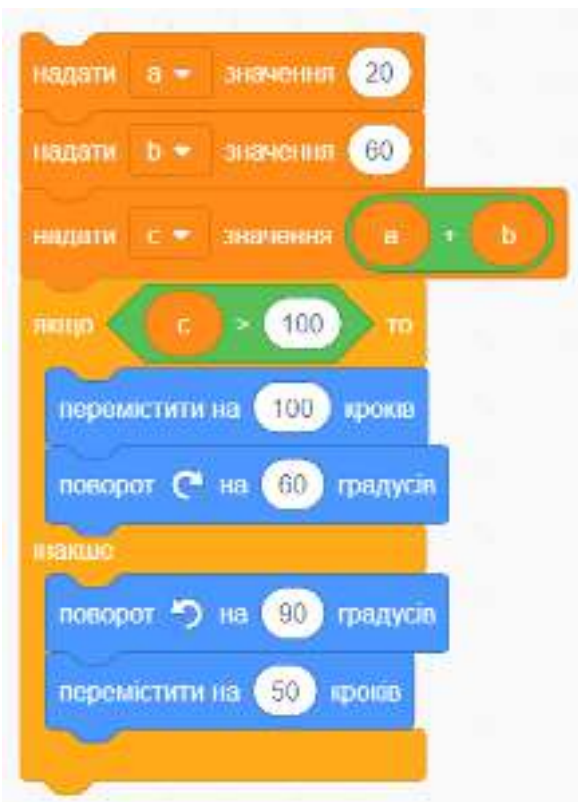 надати a значення 20
надати b значення 60
надати c значення a + b
якщо c > 100 то
перемістити на 100 кроків
поворот на 60 градусів
інакше
поворот на 90 градусів
перемістити на 50 кроків